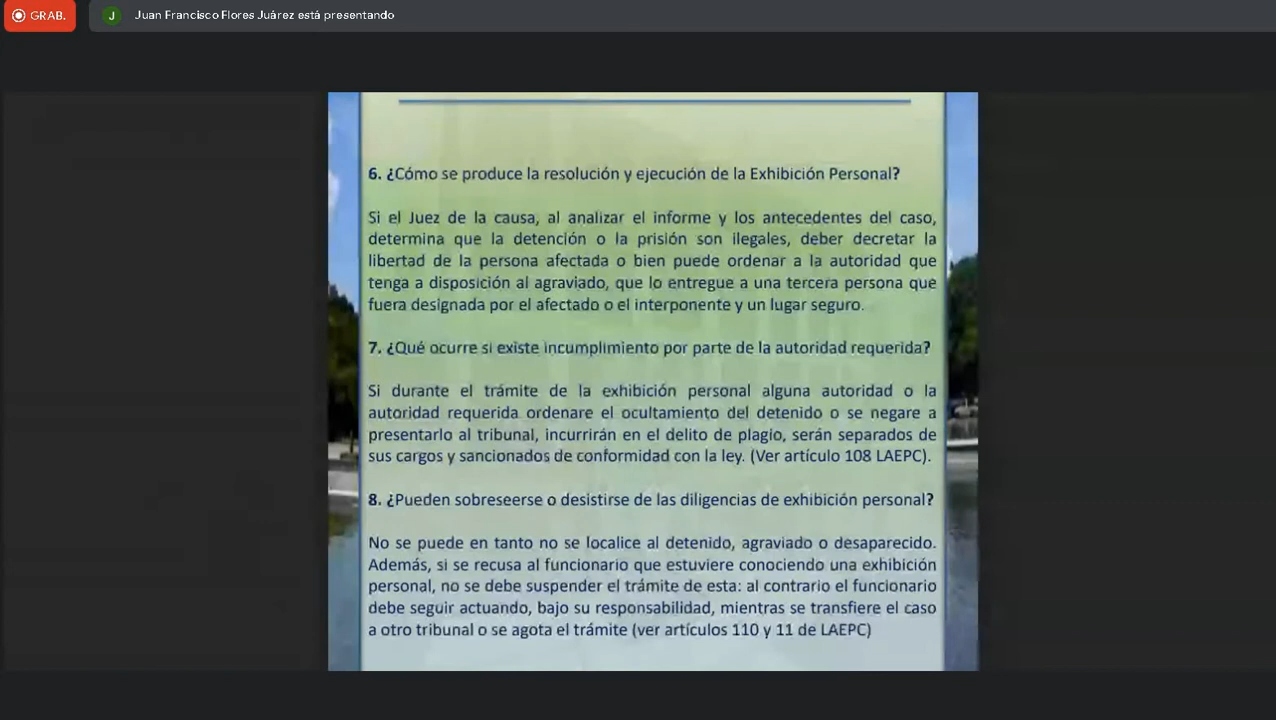 GRAB.
J
Juan Francisco Flores Juárez está presentando
6. ¿Cómo se produce la resolución y ejecución de la Exhibición Personal?
Si el Juez de la causa, al analizar el informe y los antecedentes del caso,
determina que la detención o la prisión son ilegales, deber decretar la
libertad de la persona afectada o bien puede ordenar a la autoridad que
tenga a disposición al agraviado, que lo entregue a una tercera persona que
fuera designada por el afectado o el interponente y un lugar seguro.
7. ¿Qué ocurre si existe incumplimiento por parte de la autoridad requerida?
Si durante el trámite de la exhibición personal alguna autoridad o la
autoridad requerida ordenare el ocultamiento del detenido o se negare a
presentarlo al tribunal, incurrirán en el delito de plagio, serán separados de
sus cargos y sancionados de conformidad con la ley. (Ver artículo 108 LAEPC).
8. ¿Pueden sobreseerse o desistirse de las diligencias de exhibición personal?
No se puede en tanto no se localice al detenido, agraviado o desaparecido.
Además, si se recusa al funcionario que estuviere conociendo una exhibición
personal, no se debe suspender el trámite de esta: al contrario el funcionario
debe seguir actuando, bajo su responsabilidad, mientras se transfiere el caso
a otro tribunal o se agota el trámite (ver artículos 110 y 11 de LAEPC)